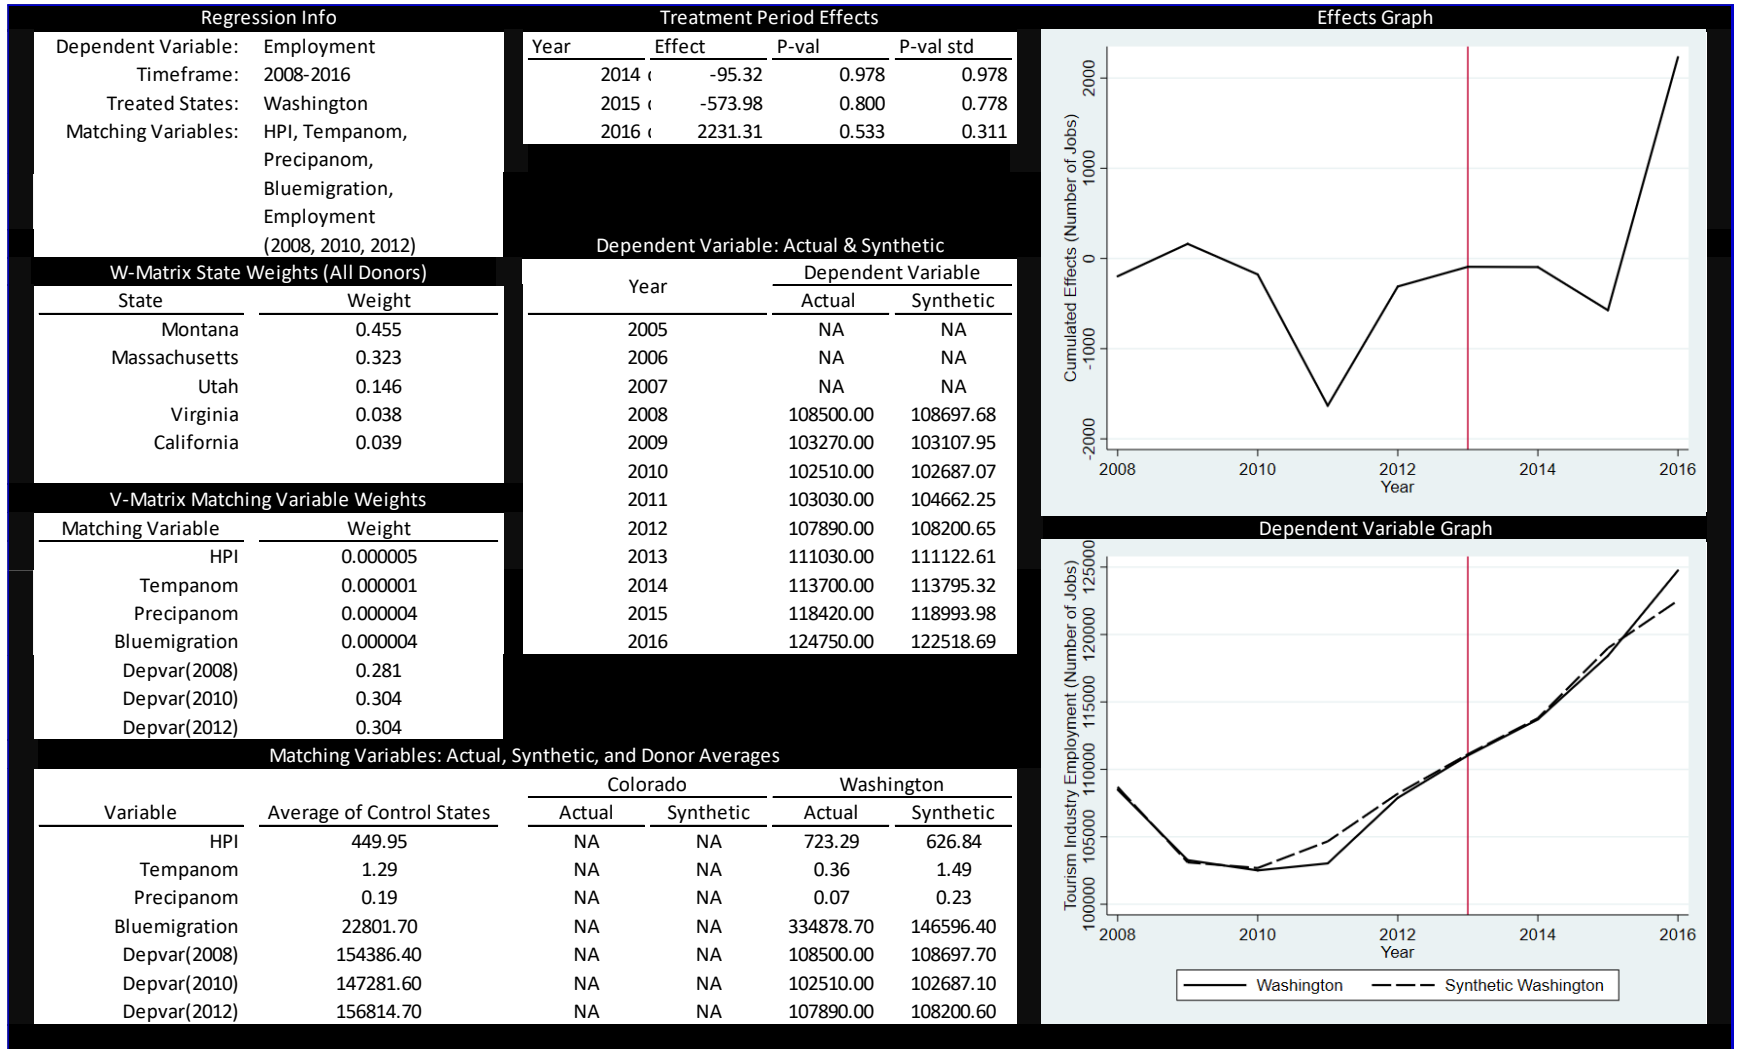 Regression Info
Dependent Variable: Employment
Timeframe: 2008-2016
Treated States: Washington
Matching Variables: HPI, Tempanom,
Precipanom,
Bluemigration,
Employment
(2008, 2010, 2012)
W-Matrix State Weights (All Donors)
State Weight
Montana 0.455
Massachusetts 0.323
Utah 0.146
Virginia 0.038
California 0.039
V-Matrix Matching Variable Weights
Matching Variable Weight
HPI 0.000005
Tempanom 0.000001
Precipanom 0.000004
Bluemigration 0.000004
Depvar(2008) 0.281
Depvar(2010) 0.304
Depvar(2012) 0.304
Treatment Period Effects
Year Effect P-val P-val std
2014 -95.32 0.978 0.978
2015 -573.98 0.800 0.778
2016 2231.31 0.533 0.311
Dependent Variable: Actual & Synthetic
Dependent Variable
Year
Actual Synthetic
2005 NA NA
2006 NA NA
2007 NA NA
2008 108500.00 108697.68
2009 103270.00 103107.95
2010 102510.00 102687.07
2011 103030.00 104662.25
2012 107890.00 108200.65
2013 111030.00 111122.61
2014 113700.00 113795.32
2015 118420.00 118993.98
2016 124750.00 122518.69
Matching Variables: Actual, Synthetic, and Donor Averages
Colorado Washington
Variable Average of Control States Actual Synthetic Actual Synthetic
HPI 449.95 NA NA 723.29 626.84
Tempanom 1.29 NA NA 0.36 1.49
Precipanom 0.19 NA NA 0.07 0.23
Bluemigration 22801.70 NA NA 334878.70 146596.40
Depvar(2008) 154386.40 NA NA 108500.00 108697.70
Depvar(2010) 147281.60 NA NA 102510.00 102687.10
Depvar(2012) 156814.70 NA NA 107890.00 108200.60
Effects Graph
Cumulated Effects (Number of Jobs)
2000
1000
0
-1000
-2000
2008 2010 2012 2014 2016
Year
Dependent Variable Graph
Tourism Industry Employment (Number of Jobs)
125000
120000
115000
110000
105000
100000
2008 2010 2012 2014 2016
Year
Washington Synthetic Washington